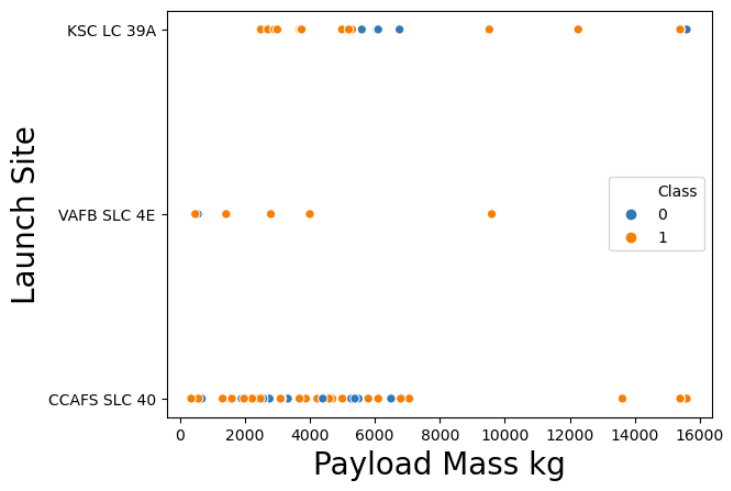 KSC LC 39A
VAFB SLC 4E
CCAFS SLC 40
Launch Site
Class
0
1
0 2000 4000 6000 8000 10000 12000 14000 16000
Payload Mass kg